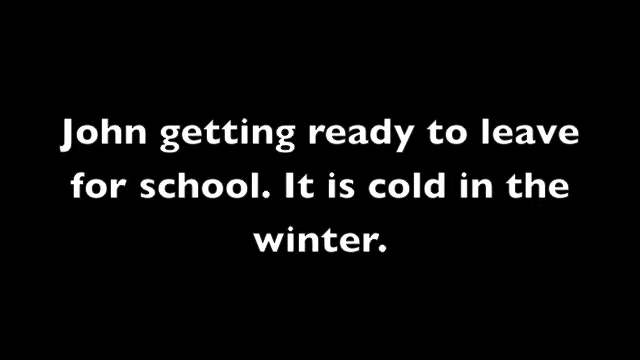 John getting ready to leave
for school. It is cold in the
winter.